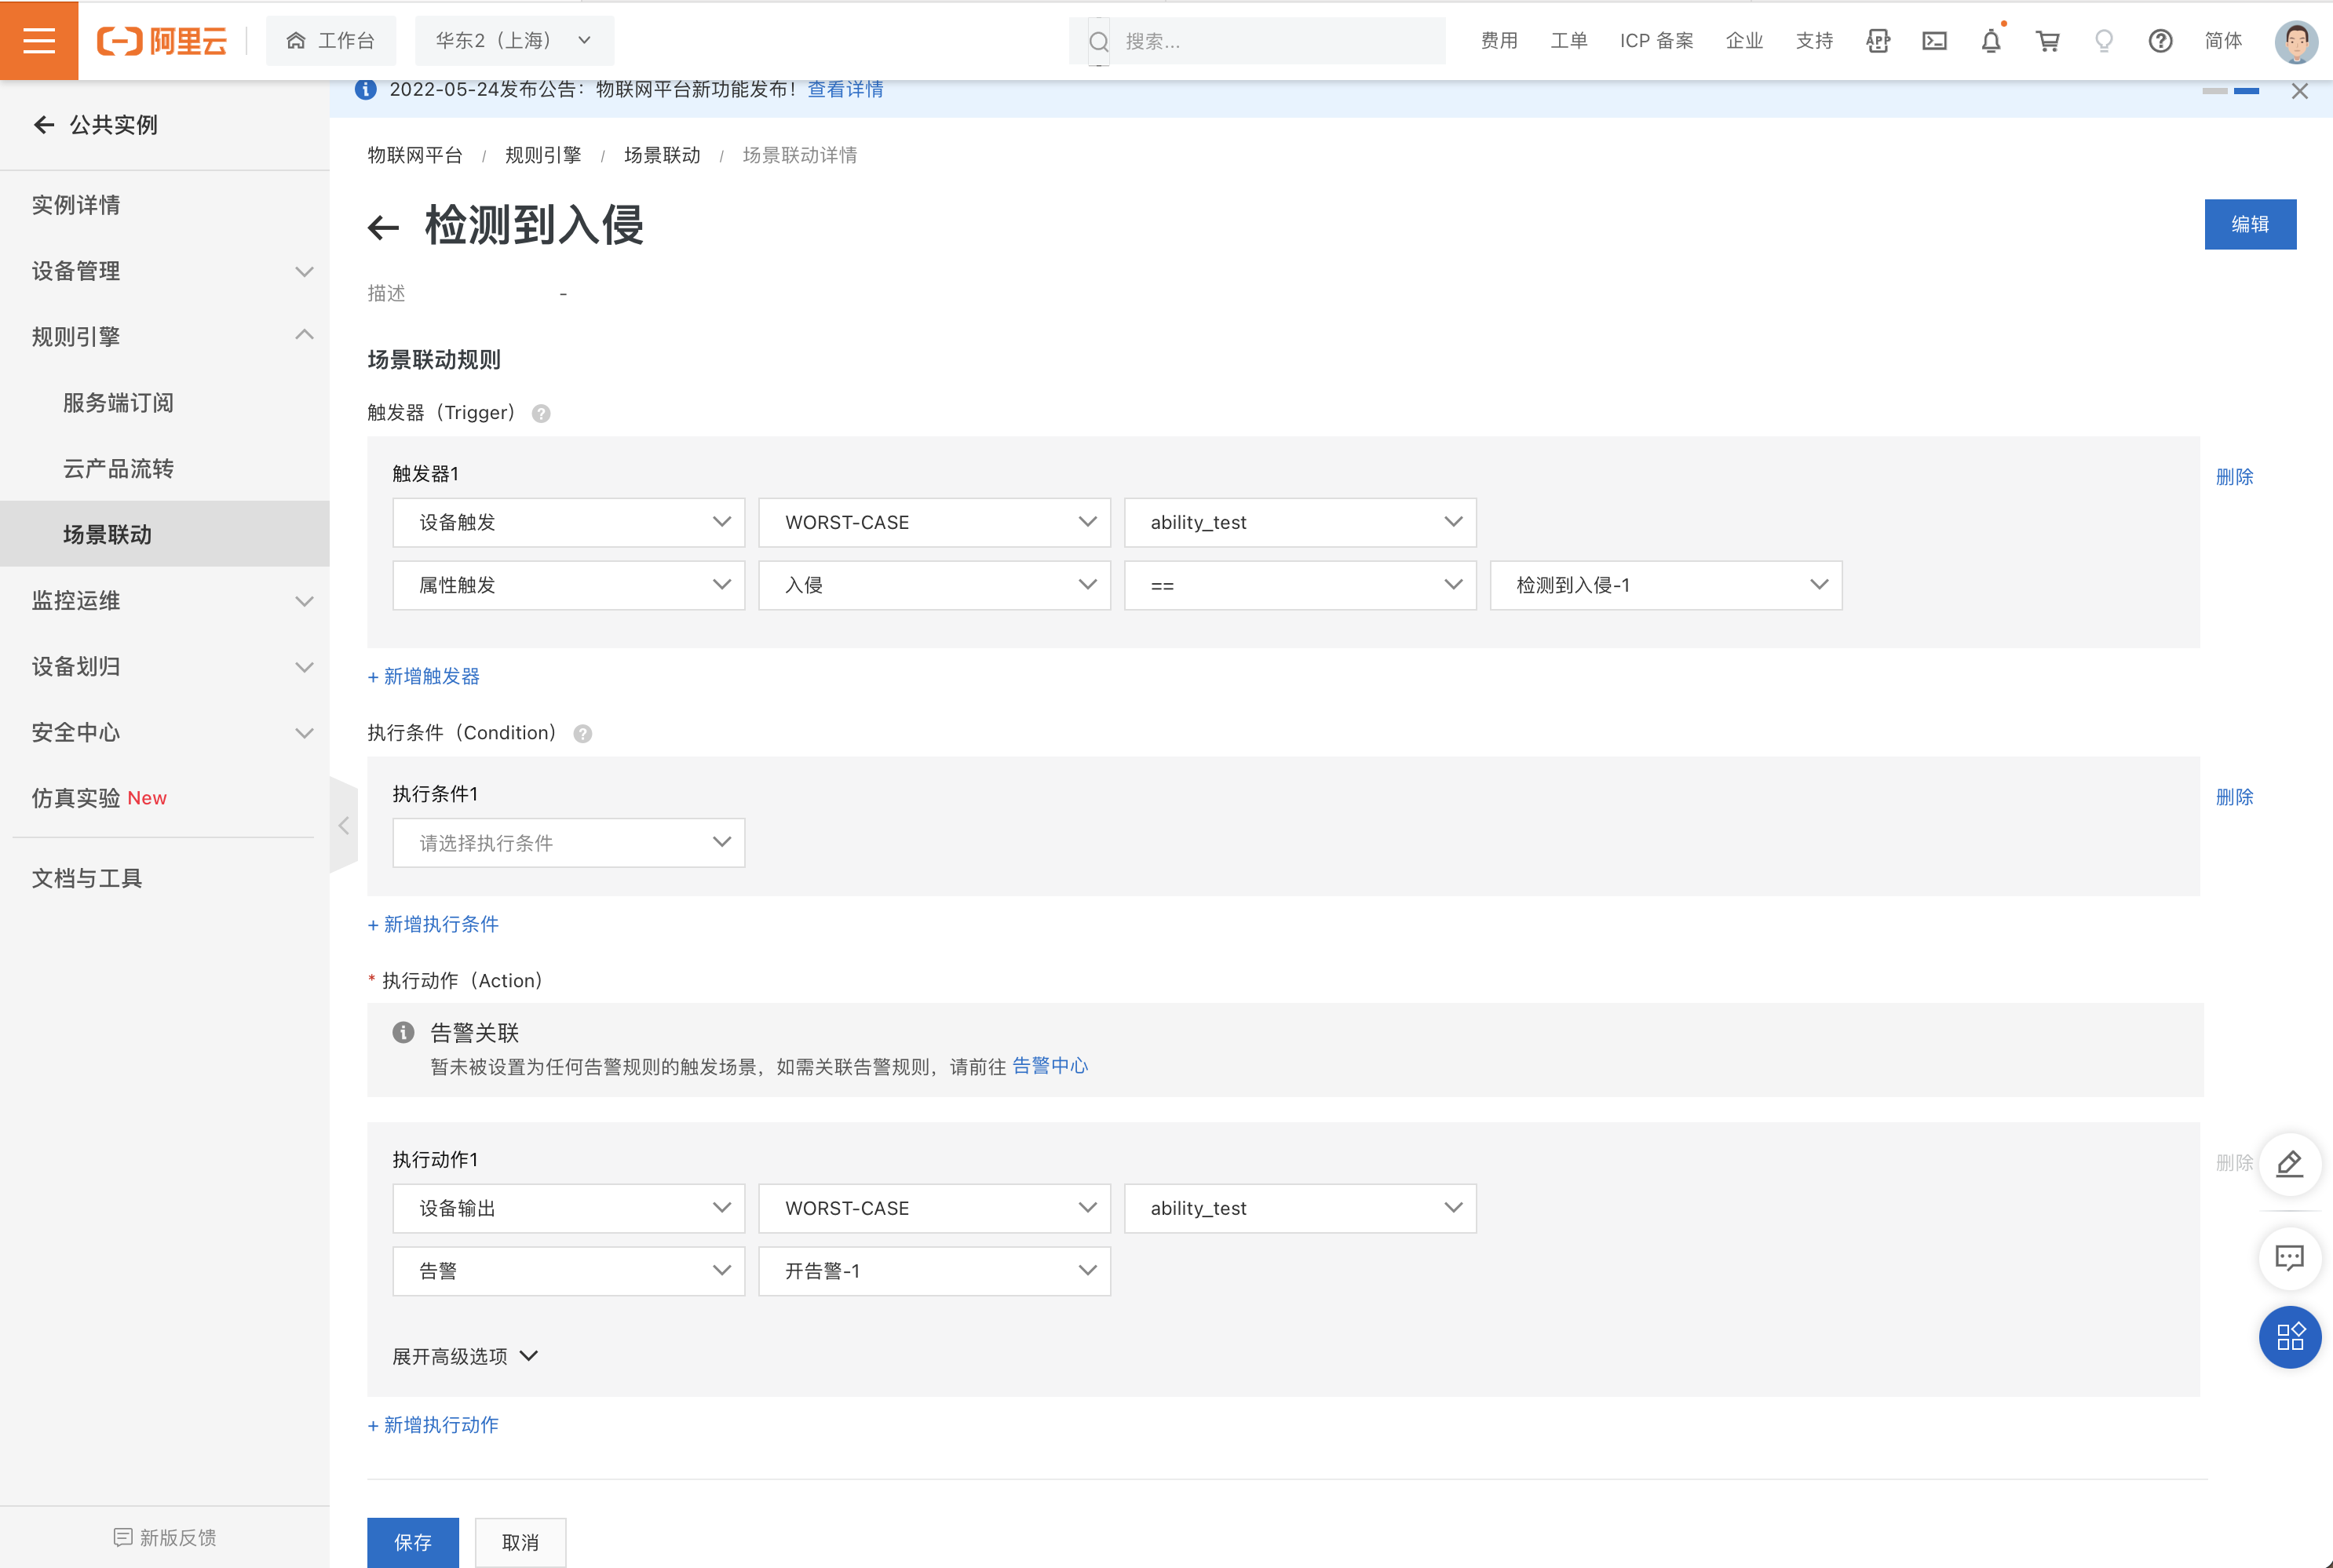 阿里云
工作台
华东2（上海）
搜索...
费用
工单
ICP 备案
企业
支持
APP
简体
2022-05-24发布公告：物联网平台新功能发布！查看详情
公共实例
实例详情
设备管理
规则引擎
服务端订阅
云产品流转
场景联动
监控运维
设备划归
安全中心
仿真实验 New
文档与工具
新版反馈
物联网平台 / 规则引擎 / 场景联动 / 场景联动详情
检测到入侵
编辑
描述 -
场景联动规则
触发器（Trigger） ?
触发器1
删除
设备触发 WORST-CASE ability_test
属性触发 入侵 == 检测到入侵-1
+ 新增触发器
执行条件（Condition） ?
执行条件1
删除
请选择执行条件
+ 新增执行条件
* 执行动作（Action）
告警关联
暂未被设置为任何告警规则的触发场景，如需关联告警规则，请前往 告警中心
执行动作1
删除
设备输出 WORST-CASE ability_test
告警 开告警-1
展开高级选项
+ 新增执行动作
保存 取消